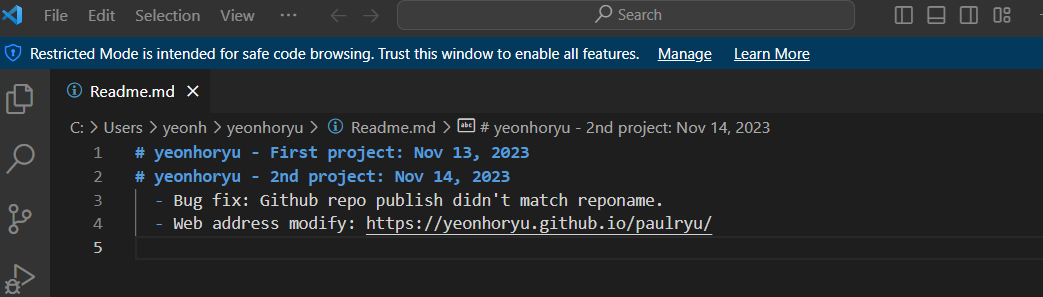 File Edit Selection View ··· Search
Restricted Mode is intended for safe code browsing. Trust this window to enable all features. Manage Learn More
Readme.md
C: > Users > yeonh > yeonhoryu > Readme.md > abc # yeonhoryu - 2nd project: Nov 14, 2023
1 # yeonhoryu - First project: Nov 13, 2023
2 # yeonhoryu - 2nd project: Nov 14, 2023
3 - Bug fix: Github repo publish didn't match reponame.
4 - Web address modify: https://yeonhoryu.github.io/paulryu/
5